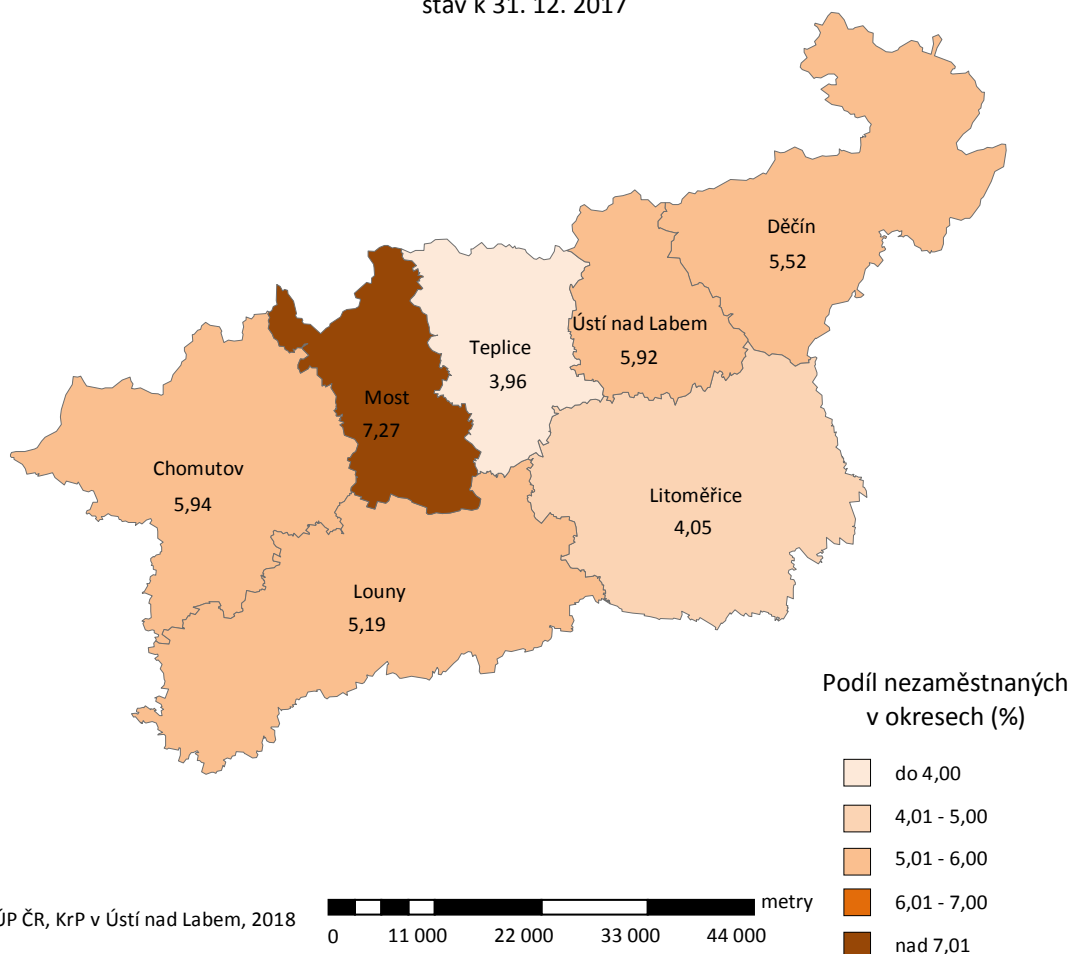 stav k 31. 12. 2017
Děčín
5,52
Ústí nad Labem
5,92
Teplice
3,96
Most
7,27
Chomutov
5,94
Litoměřice
4,05
Louny
5,19
Podíl nezaměstnaných
v okresech (%)
do 4,00
4,01 - 5,00
5,01 - 6,00
6,01 - 7,00
nad 7,01
ÚP ČR, KrP v Ústí nad Labem, 2018
metry
0 11 000 22 000 33 000 44 000